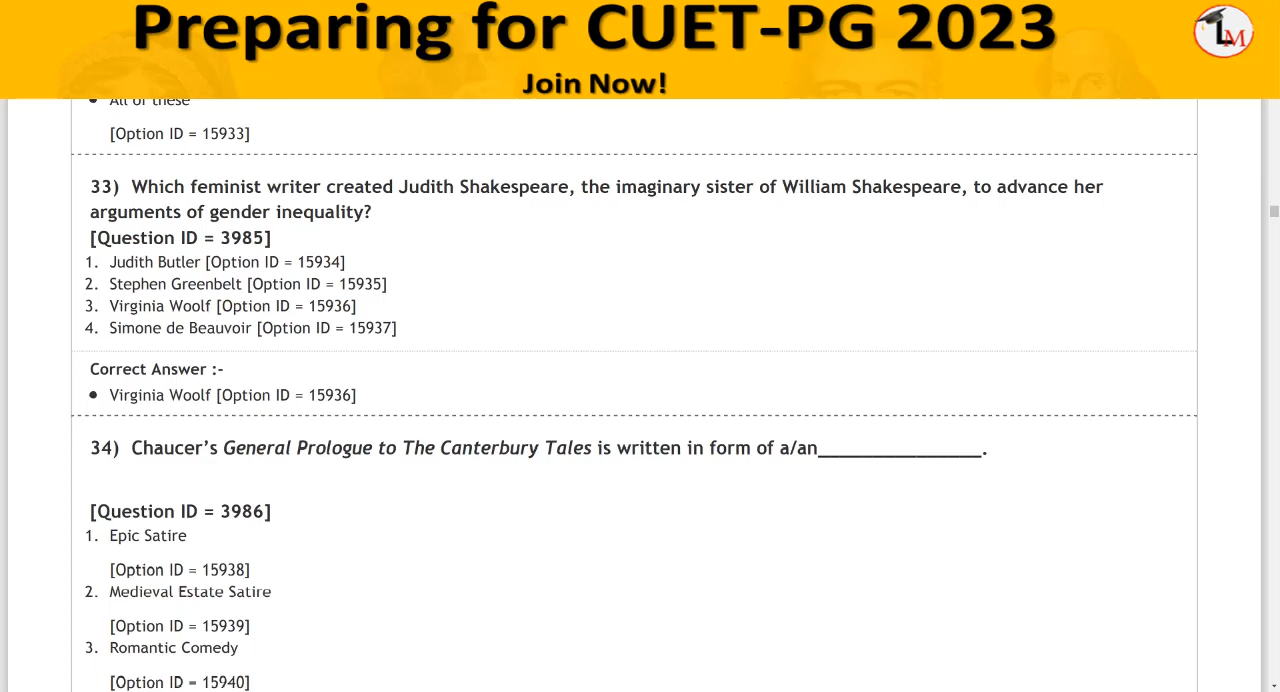 Preparing for CUET-PG 2023
Join Now!
LM
All of these
[Option ID = 15933]
33) Which feminist writer created Judith Shakespeare, the imaginary sister of William Shakespeare, to advance her
arguments of gender inequality?
[Question ID = 3985]
1. Judith Butler [Option ID = 15934]
2. Stephen Greenbelt [Option ID = 15935]
3. Virginia Woolf [Option ID = 15936]
4. Simone de Beauvoir [Option ID = 15937]
Correct Answer :-
• Virginia Woolf [Option ID = 15936]
34) Chaucer’s General Prologue to The Canterbury Tales is written in form of a/an_________________.
[Question ID = 3986]
1. Epic Satire
[Option ID = 15938]
2. Medieval Estate Satire
[Option ID = 15939]
3. Romantic Comedy
[Option ID = 15940]